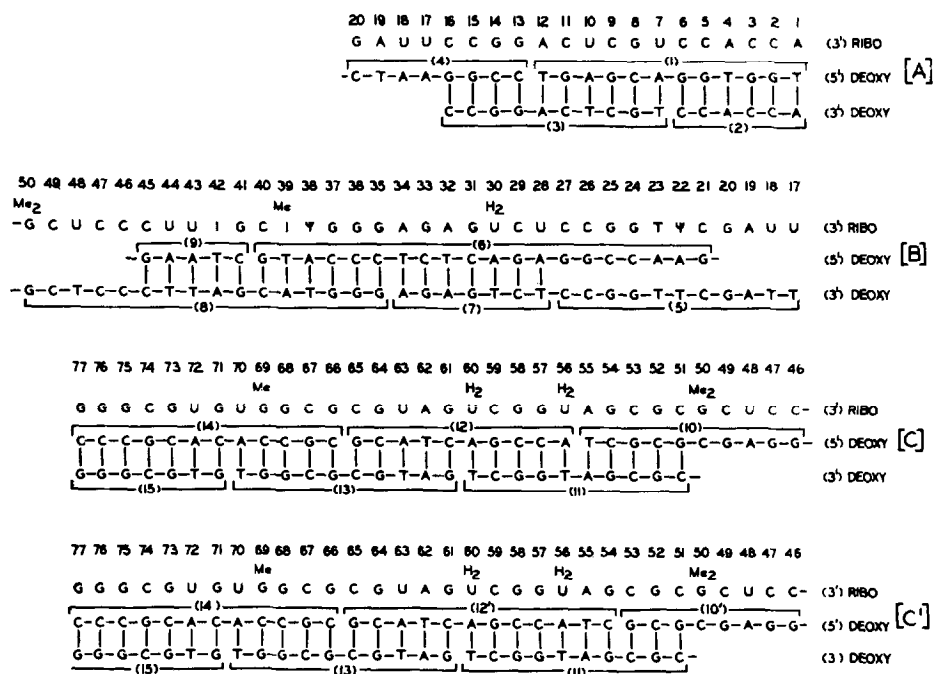 20 19 18 17 16 15 14 13 12 11 10 9 8 7 6 5 4 3 2 1
G A U U C C G G A C U C G U C C A C C A (3') RIBO
(4) (1)
-C-T-A-A-G-G-C-C-T-G-A-G-C-A-G-G-T-G-G-T (5') DEOXY [A]
C-C-G-G-A-C-T-C-G-T-C-C-A-C-C-A (3') DEOXY
(3) (2)
50 49 48 47 46 45 44 43 42 41 40 39 38 37 36 35 34 33 32 31 30 29 28 27 26 25 24 23 22 21 20 19 18 17
Me2 Me H2
-G C U C C C U U I G C I Ψ G G G A G A G U C U C C G G T Ψ C G A U U (3') RIBO
(9) (6)
-G-A-A-T-C-G-T-A-C-C-C-T-C-T-C-A-G-A-G-G-C-C-A-A-G- (5') DEOXY [B]
-G-C-T-C-C-C-T-T-A-G-C-A-T-G-G-G-A-G-A-G-T-C-T-C-C-G-G-T-T-C-G-A-T-T (3') DEOXY
(8) (7) (5)
77 76 75 74 73 72 71 70 69 68 67 66 65 64 63 62 61 60 59 58 57 56 55 54 53 52 51 50 49 48 47 46
Me H2 H2 Me2
G G G C G U G U G G C G C G U A G U C G G U A G C G C G C U C C- (3') RIBO
(14) (12) (10)
C-C-C-G-C-A-C-A-C-C-G-C-G-C-A-T-C-A-G-C-C-A-T-C-G-C-G-C-G-A-G-G- (5') DEOXY [C]
G-G-G-C-G-T-G-T-G-G-C-G-C-G-T-A-G-T-C-G-G-T-A-G-C-G-C- (3') DEOXY
(15) (13) (11)
77 76 75 74 73 72 71 70 69 68 67 66 65 64 63 62 61 60 59 58 57 56 55 54 53 52 51 50 49 48 47 46
Me H2 H2 Me2
G G G C G U G U G G C G C G U A G U C G G U A G C G C G C U C C- (3') RIBO
(14) (12') (10')
C-C-C-G-C-A-C-A-C-C-G-C-G-C-A-T-C-A-G-C-C-A-T-C-G-C-G-C-G-A-G-G- (5') DEOXY [C']
G-G-G-C-G-T-G-T-G-G-C-G-C-G-T-A-G-T-C-G-G-T-A-G-C-G-C- (3') DEOXY
(15) (13) (11)